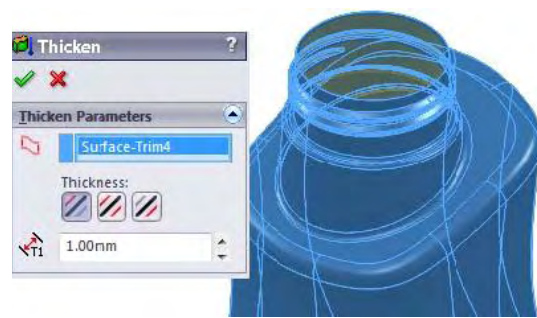 Thicken ?
Thicken Parameters
Surface-Trim4
Thickness:
T1 1.00mm